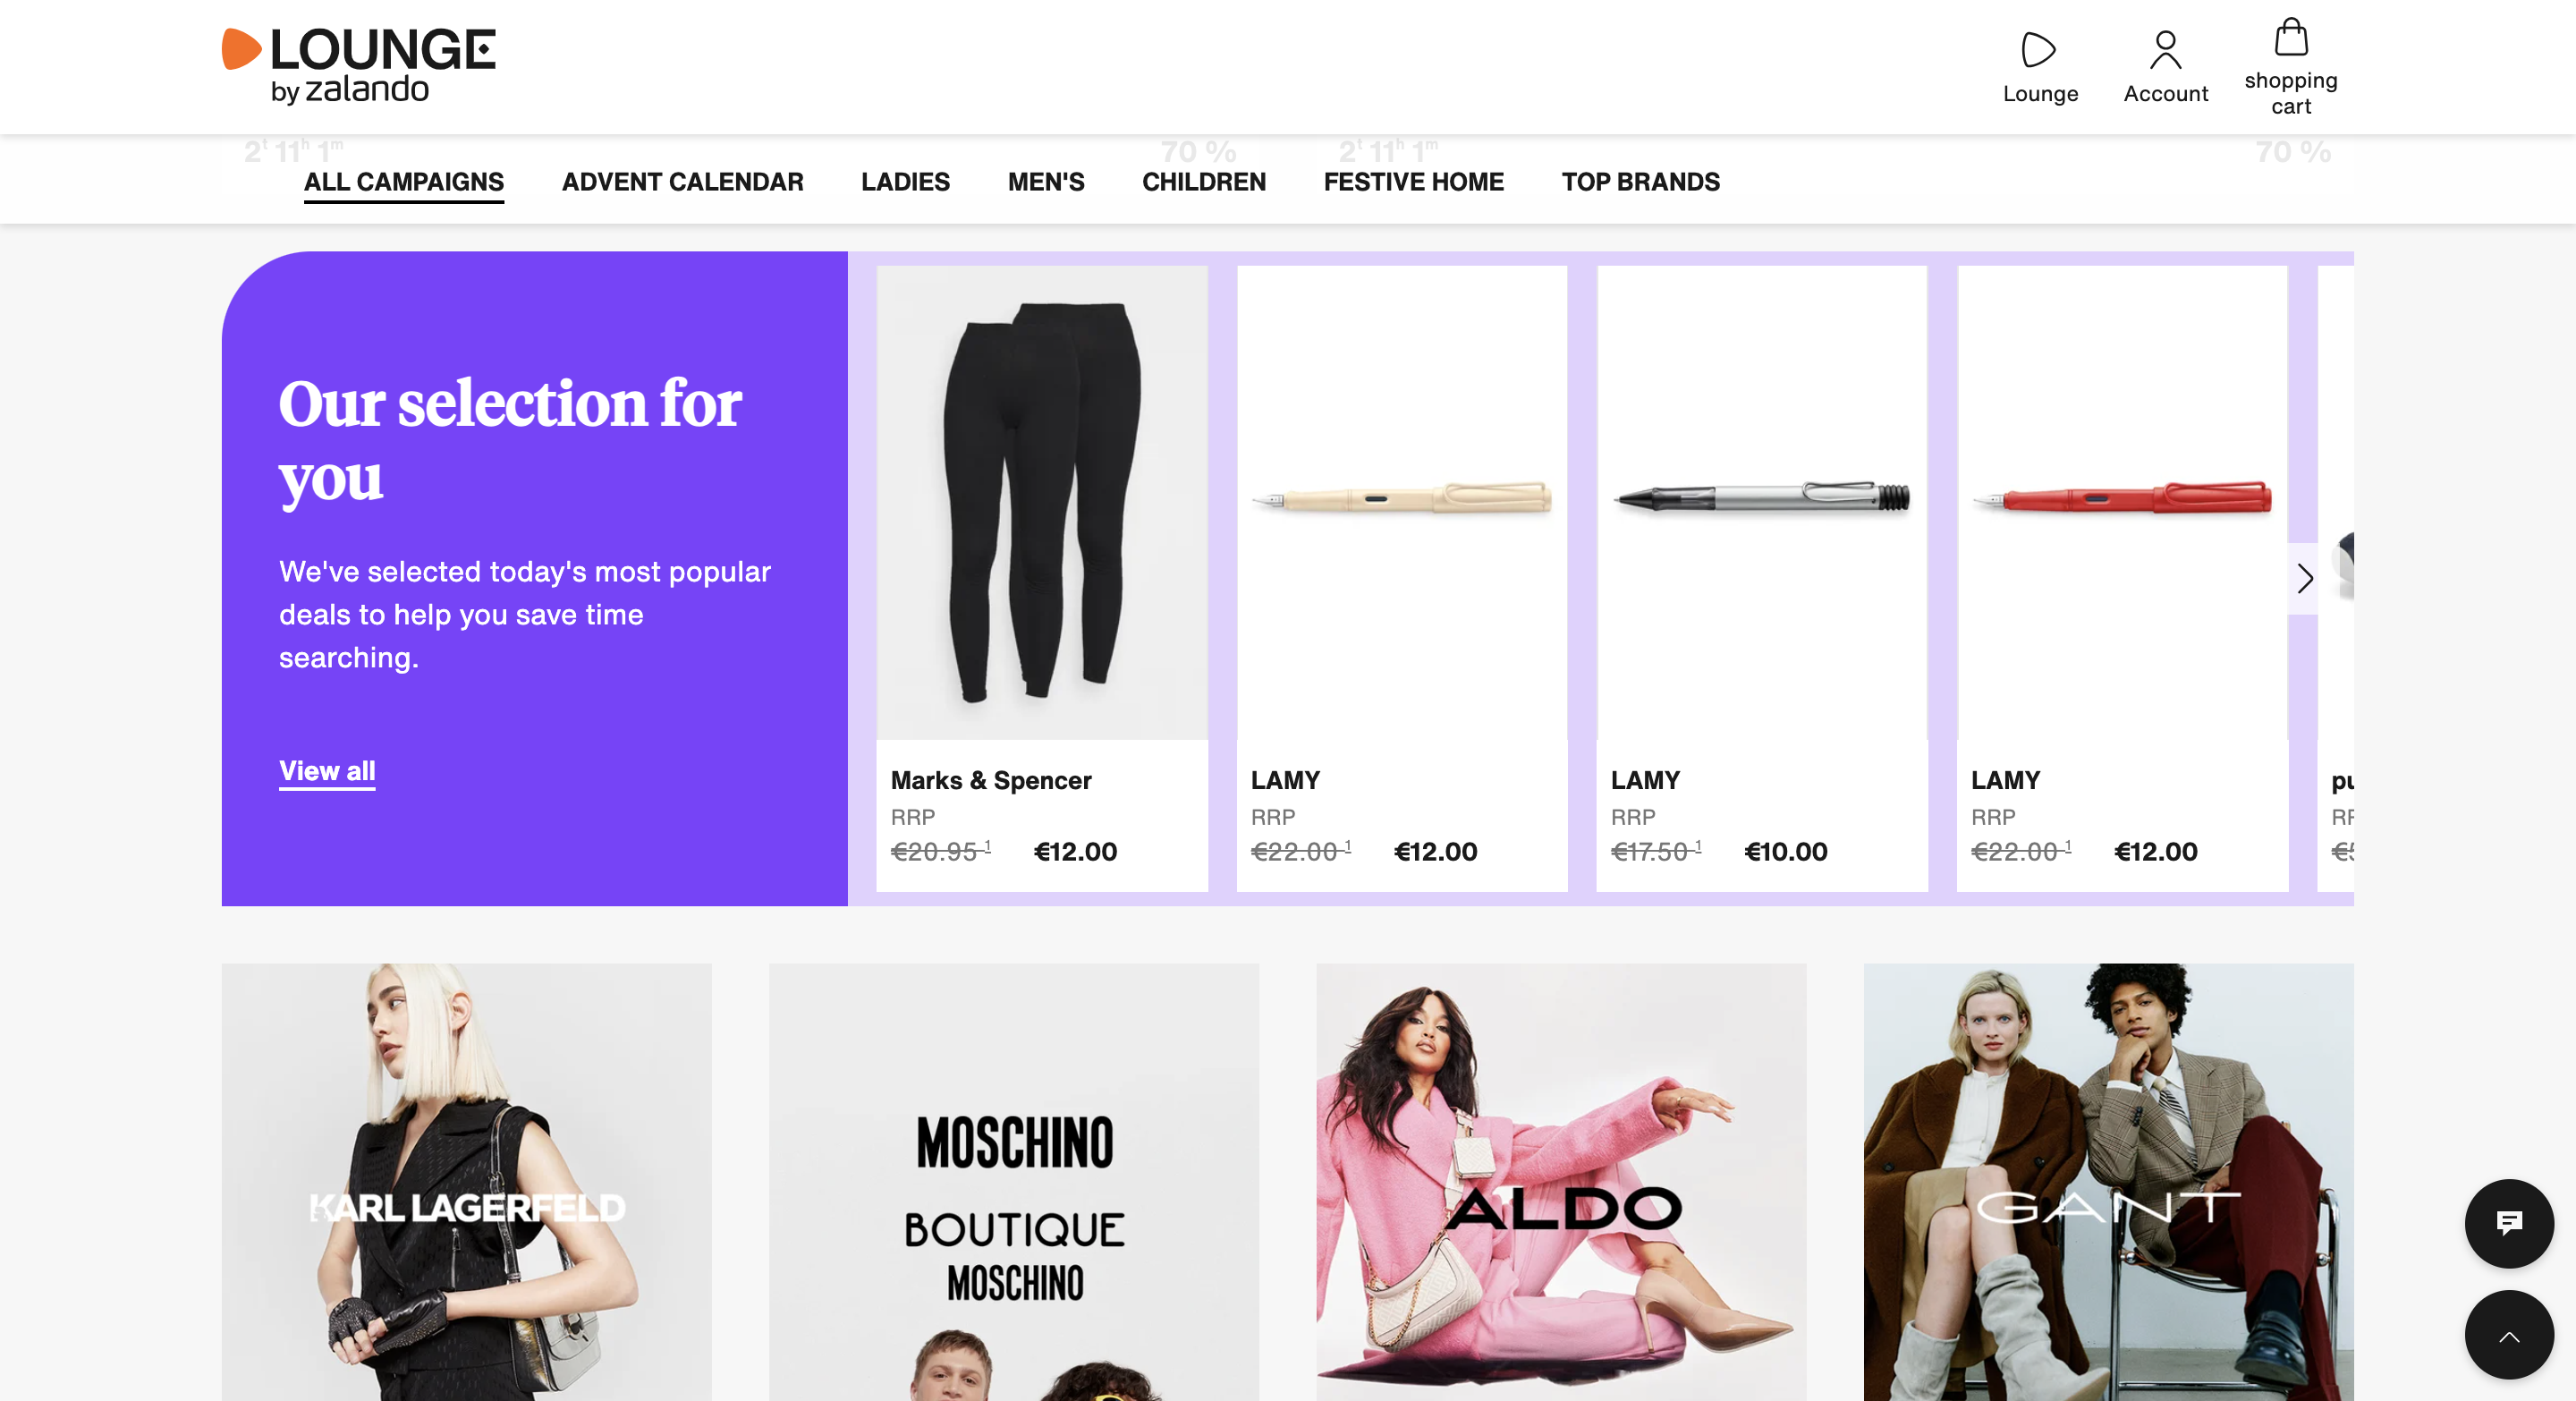 LOUNGE
by zalando
Lounge
Account
shopping
cart
2t 11h 1m
70 %
2t 11h 1m
70 %
ALL CAMPAIGNS
ADVENT CALENDAR
LADIES
MEN'S
CHILDREN
FESTIVE HOME
TOP BRANDS
Our selection for
you
We've selected today's most popular
deals to help you save time
searching.
View all
Marks & Spencer
RRP
€20.95 1 €12.00
LAMY
RRP
€22.00 1 €12.00
LAMY
RRP
€17.50 1 €10.00
LAMY
RRP
€22.00 1 €12.00
KARL LAGERFELD
MOSCHINO
BOUTIQUE
MOSCHINO
ALDO
GANT